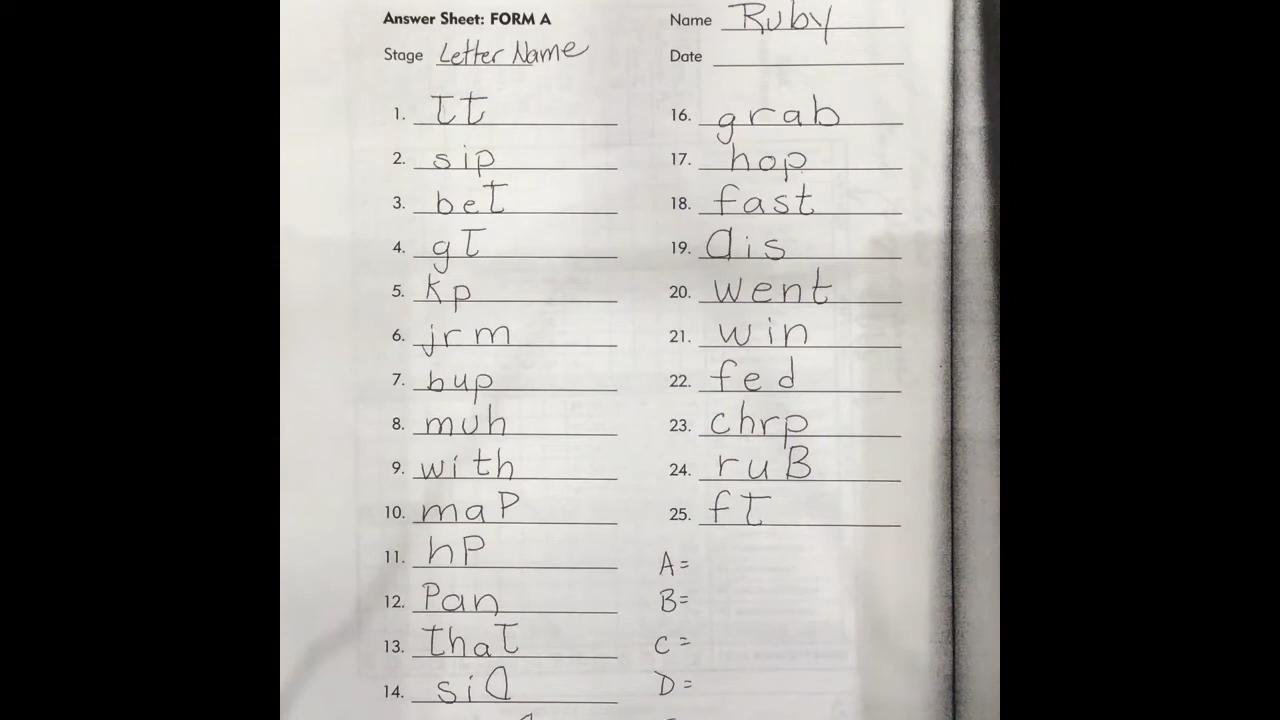 Answer Sheet: FORM A
Stage Letter Name
1. Tt
2. sip
3. beT
4. gT
5. kp
6. jrm
7. bup
8. muh
9. with
10. maP
11. hP
12. Pan
13. thaT
14. siD
Name Ruby
Date
16. grab
17. hop
18. fast
19. Dis
20. went
21. win
22. fed
23. chrp
24. ruB
25. fT
A=
B=
C=
D=